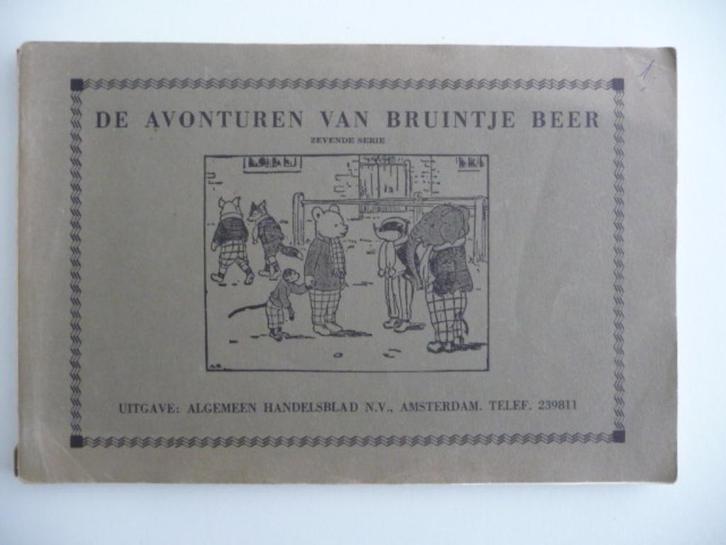 DE AVONTUREN VAN BRUINTJE BEER
ZEVENDE SERIE
UITGAVE: ALGEMEEN HANDELSBLAD N.V., AMSTERDAM. TELEF. 239811